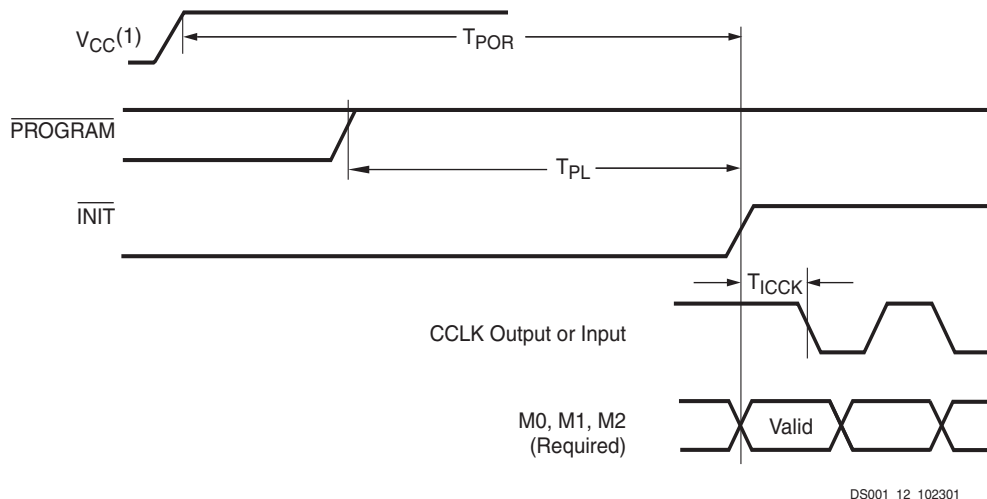 VCC(1)
TPOR
PROGRAM
TPL
INIT
TICCK
CCLK Output or Input
M0, M1, M2
(Required)
Valid
DS001_12_102301